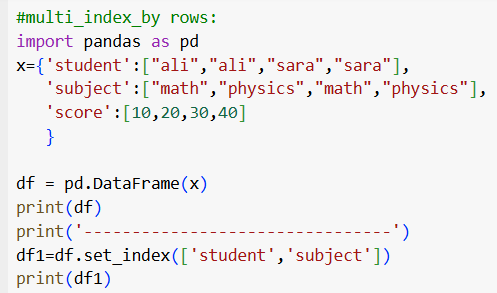 #multi_index_by rows:
import pandas as pd
x={'student':["ali","ali","sara","sara"],
'subject':["math","physics","math","physics"],
'score':[10,20,30,40]
}
df = pd.DataFrame(x)
print(df)
print('--------------------------------')
df1=df.set_index(['student','subject'])
print(df1)